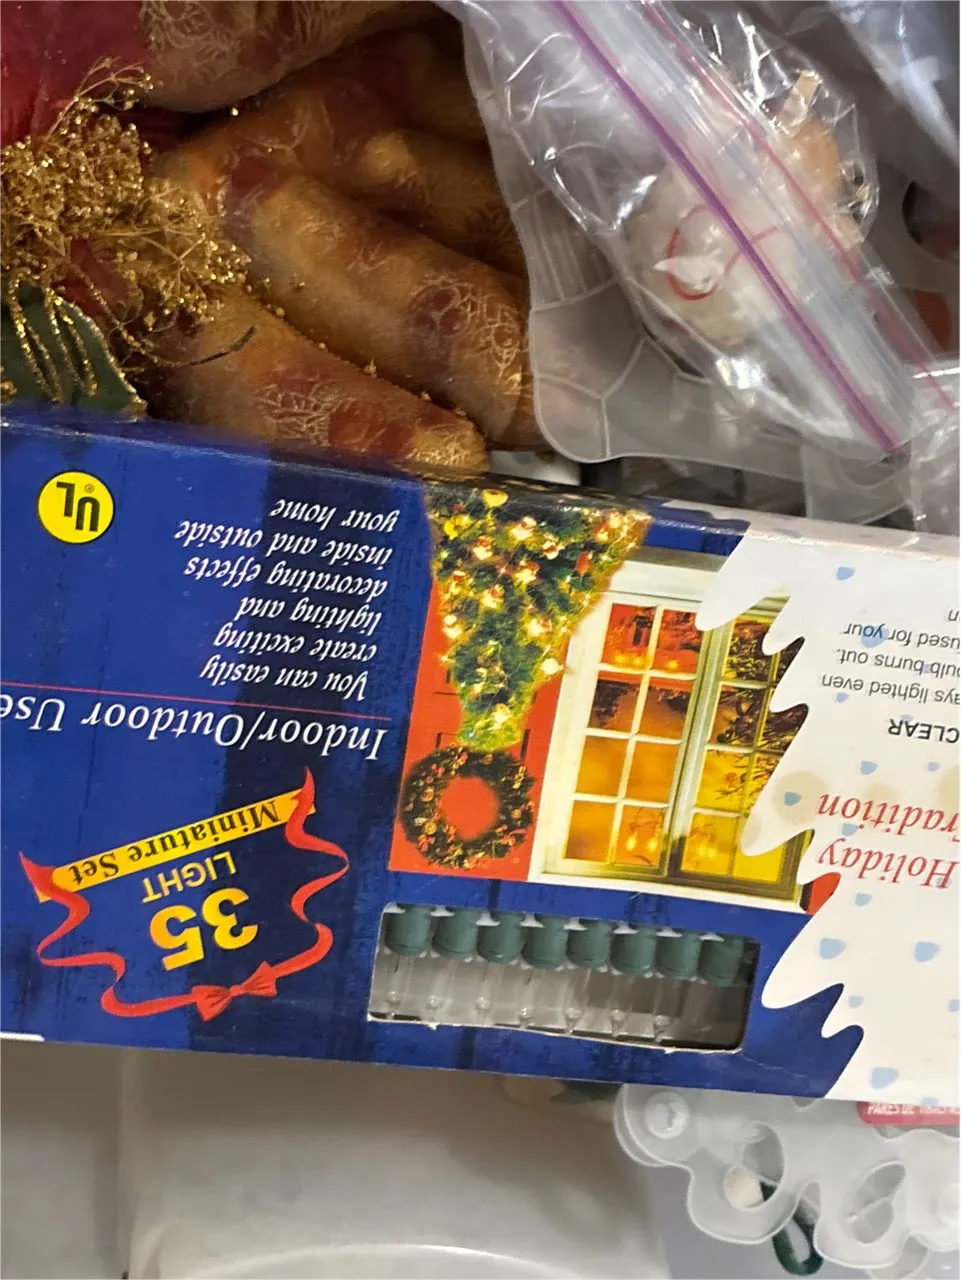 Holiday
Tradition
CLEAR
ays lighted even
bulb burns out.
used for your
35
LIGHT
Miniature Set
Indoor/Outdoor Use
You can easily
create exciting
lighting and
decorating effects
inside and outside
your home
UL
®